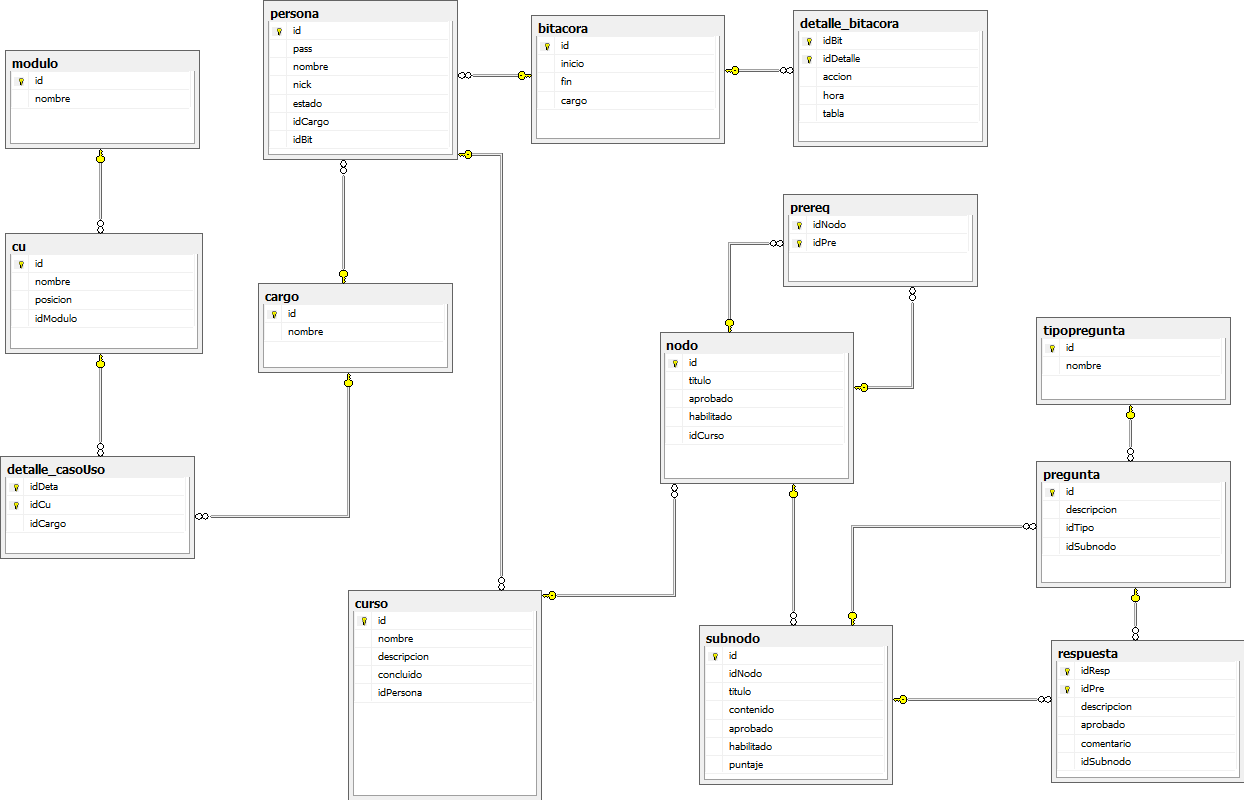 persona
id
pass
nombre
nick
estado
idCargo
idBit
bitacora
id
inicio
fin
cargo
detalle_bitacora
idBit
idDetalle
accion
hora
tabla
modulo
id
nombre
cu
id
nombre
posicion
idModulo
cargo
id
nombre
prereq
idNodo
idPre
nodo
id
titulo
aprobado
habilitado
idCurso
tipopregunta
id
nombre
detalle_casoUso
idDeta
idCu
idCargo
pregunta
id
descripcion
idTipo
idSubnodo
curso
id
nombre
descripcion
concluido
idPersona
subnodo
id
idNodo
titulo
contenido
aprobado
habilitado
puntaje
respuesta
idResp
idPre
descripcion
aprobado
comentario
idSubnodo